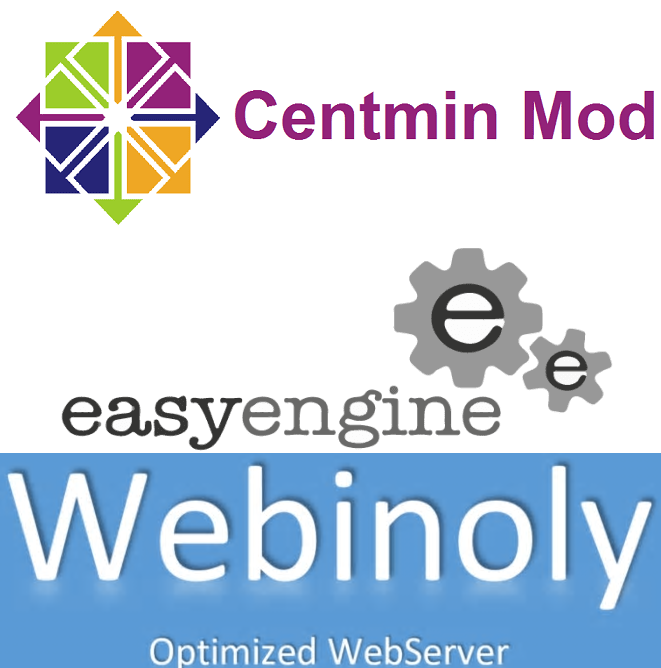 Centmin Mod
e
e
easyengine
Webinoly
Optimized WebServer